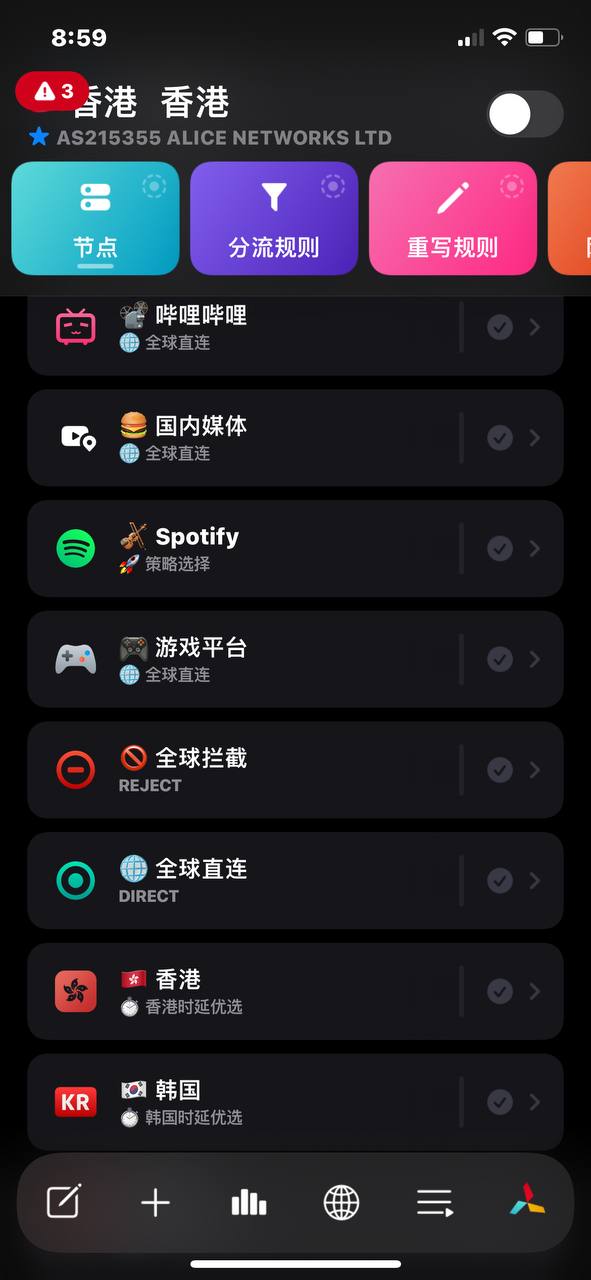 8:59
3
香港 香港
AS215355 ALICE NETWORKS LTD
节点
分流规则
重写规则
哔哩哔哩
全球直连
国内媒体
全球直连
Spotify
策略选择
游戏平台
全球直连
全球拦截
REJECT
全球直连
DIRECT
香港
香港时延优选
KR
韩国
韩国时延优选